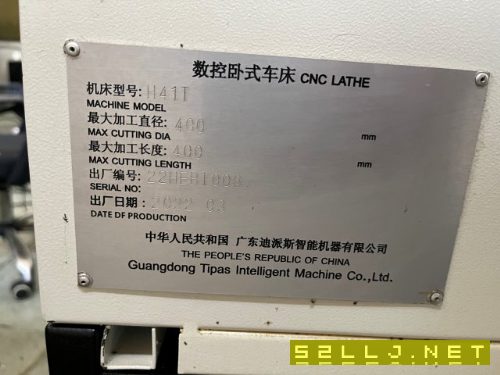 数控卧式车床 CNC LATHE
机床型号: H41T
MACHINE MODEL
最大加工直径: 400 mm
MAX CUTTING DIA
最大加工长度: 400 mm
MAX CUTTING LENGTH
出厂编号:
SERIAL NO:
出厂日期: 2022 03
DATE OF PRODUCTION
中华人民共和国 广东迪派斯智能机器有限公司
THE PEOPLE'S REPUBLIC OF CHINA
Guangdong Tipas Intelligent Machine Co.,Ltd.
52LLJ.NET